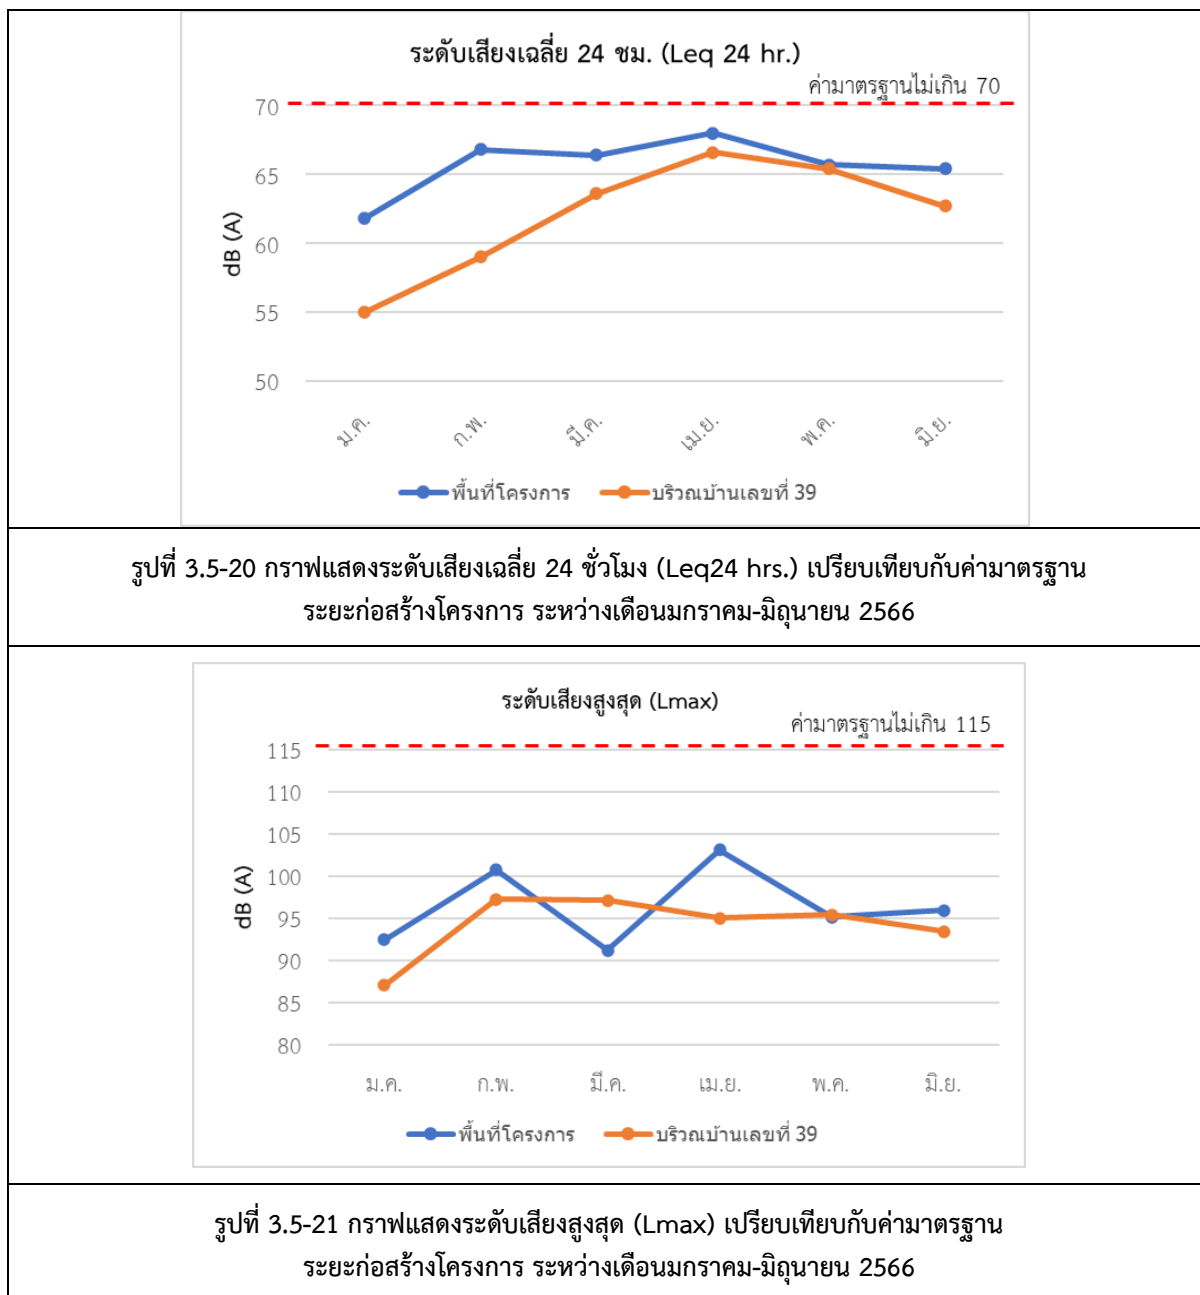 ระดับเสียงเฉลี่ย 24 ชม. (Leq 24 hr.)
ค่ามาตรฐานไม่เกิน 70
70
65
60
55
50
dB (A)
ม.ค. ก.พ. มี.ค. เม.ย. พ.ค. มิ.ย.
พื้นที่โครงการ บริวณบ้านเลขที่ 39
รูปที่ 3.5-20 กราฟแสดงระดับเสียงเฉลี่ย 24 ชั่วโมง (Leq24 hrs.) เปรียบเทียบกับค่ามาตรฐาน
ระยะก่อสร้างโครงการ ระหว่างเดือนมกราคม-มิถุนายน 2566
ระดับเสียงสูงสุด (Lmax)
ค่ามาตรฐานไม่เกิน 115
115
110
105
100
95
90
85
80
dB (A)
ม.ค. ก.พ. มี.ค. เม.ย. พ.ค. มิ.ย.
พื้นที่โครงการ บริวณบ้านเลขที่ 39
รูปที่ 3.5-21 กราฟแสดงระดับเสียงสูงสุด (Lmax) เปรียบเทียบกับค่ามาตรฐาน
ระยะก่อสร้างโครงการ ระหว่างเดือนมกราคม-มิถุนายน 2566